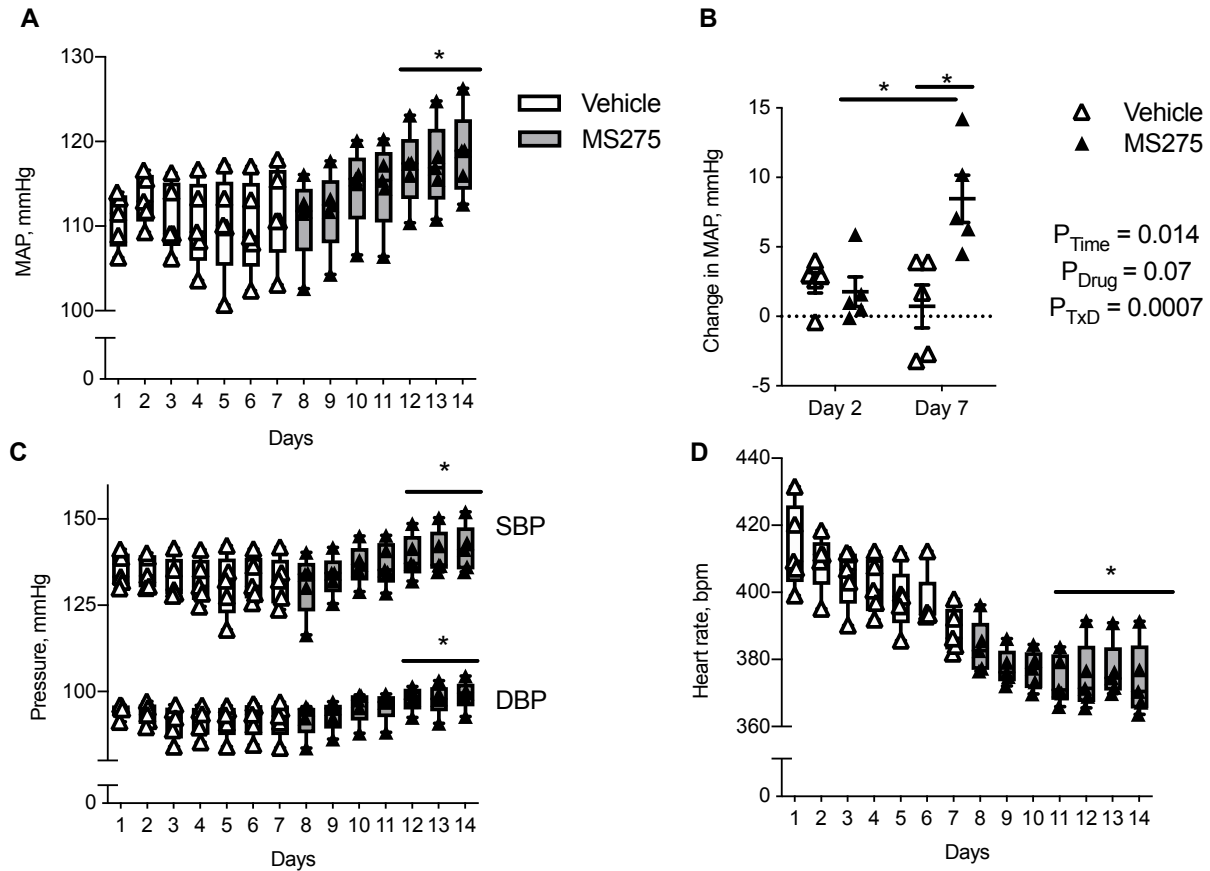 A
MAP, mmHg
130
120
110
100
0
1 2 3 4 5 6 7 8 9 10 11 12 13 14
Days
*
Vehicle
MS275
B
Change in MAP, mmHg
15
10
5
0
-5
Day 2 Day 7
* *
Vehicle
MS275
PTime = 0.014
PDrug = 0.07
PTxD = 0.0007
C
Pressure, mmHg
150
125
100
0
1 2 3 4 5 6 7 8 9 10 11 12 13 14
Days
*
SBP
*
DBP
D
Heart rate, bpm
440
420
400
380
360
0
1 2 3 4 5 6 7 8 9 10 11 12 13 14
Days
*